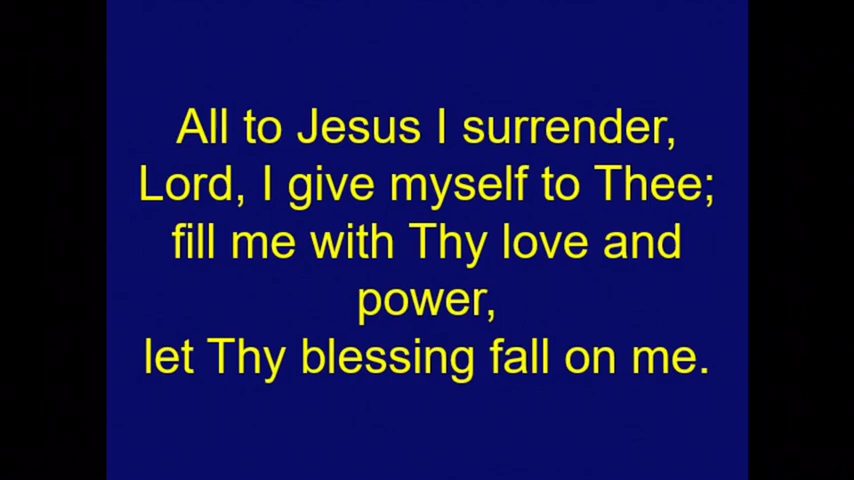 All to Jesus I surrender,
Lord, I give myself to Thee;
fill me with Thy love and
power,
let Thy blessing fall on me.